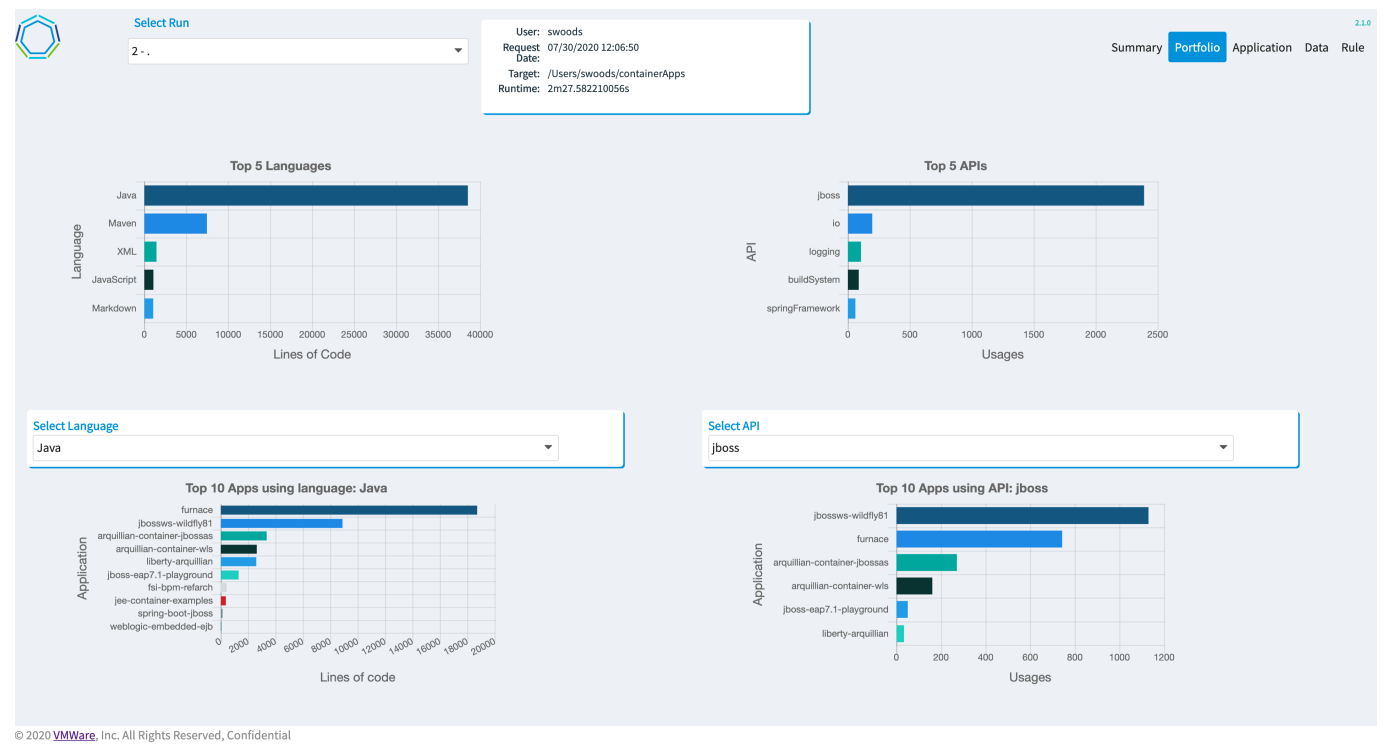 Select Run
2 - .
User: swoods
Request Date: 07/30/2020 12:06:50
Target: /Users/swoods/containerApps
Runtime: 2m27.582210056s
2.1.0
Summary Portfolio Application Data Rule
Top 5 Languages
Language
Java
Maven
XML
JavaScript
Markdown
0 5000 10000 15000 20000 25000 30000 35000 40000
Lines of Code
Top 5 APIs
API
jboss
io
logging
buildSystem
springFramework
0 500 1000 1500 2000 2500
Usages
Select Language
Java
Select API
jboss
Top 10 Apps using language: Java
Application
furnace
jbossws-wildfly81
arquillian-container-jbossas
arquillian-container-wls
liberty-arquillian
jboss-eap7.1-playground
fsi-bpm-refarch
jee-container-examples
spring-boot-jboss
weblogic-embedded-ejb
0 2000 4000 6000 8000 10000 12000 14000 16000 18000 20000
Lines of code
Top 10 Apps using API: jboss
Application
jbossws-wildfly81
furnace
arquillian-container-jbossas
arquillian-container-wls
jboss-eap7.1-playground
liberty-arquillian
0 200 400 600 800 1000 1200
Usages
© 2020 VMWare, Inc. All Rights Reserved, Confidential